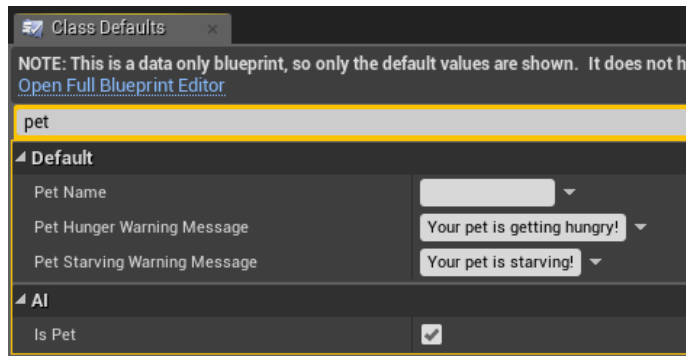 Class Defaults
NOTE: This is a data only blueprint, so only the default values are shown. It does not h
Open Full Blueprint Editor
pet
Default
Pet Name
Pet Hunger Warning Message Your pet is getting hungry!
Pet Starving Warning Message Your pet is starving!
AI
Is Pet